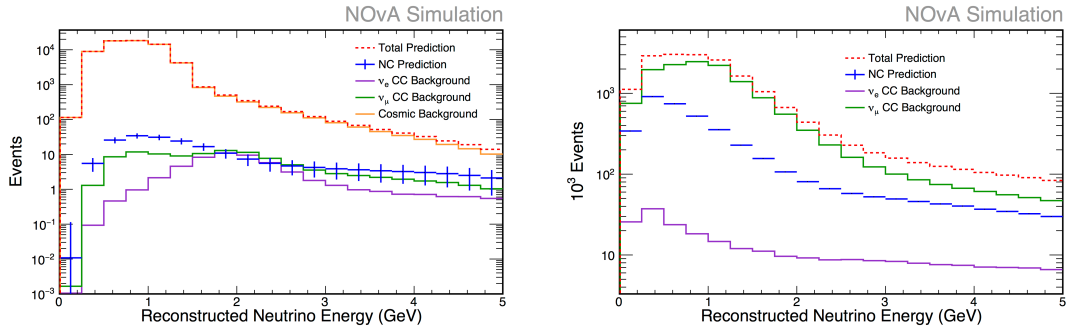 NOvA Simulation
Events
10⁴
10³
10²
10
1
10⁻¹
10⁻²
10⁻³
Total Prediction
NC Prediction
νe CC Background
νμ CC Background
Cosmic Background
0 1 2 3 4 5
Reconstructed Neutrino Energy (GeV)
NOvA Simulation
10³ Events
10³
10²
10
Total Prediction
NC Prediction
νe CC Background
νμ CC Background
0 1 2 3 4 5
Reconstructed Neutrino Energy (GeV)